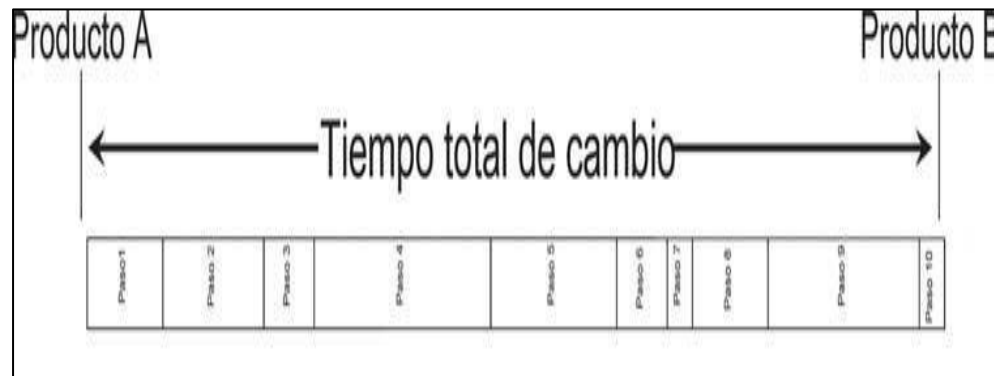 Producto A
Producto B
Tiempo total de cambio
Paso1
Paso 2
Paso 3
Paso 4
Paso 5
Paso 6
Paso 7
Paso 8
Paso 9
Paso 10